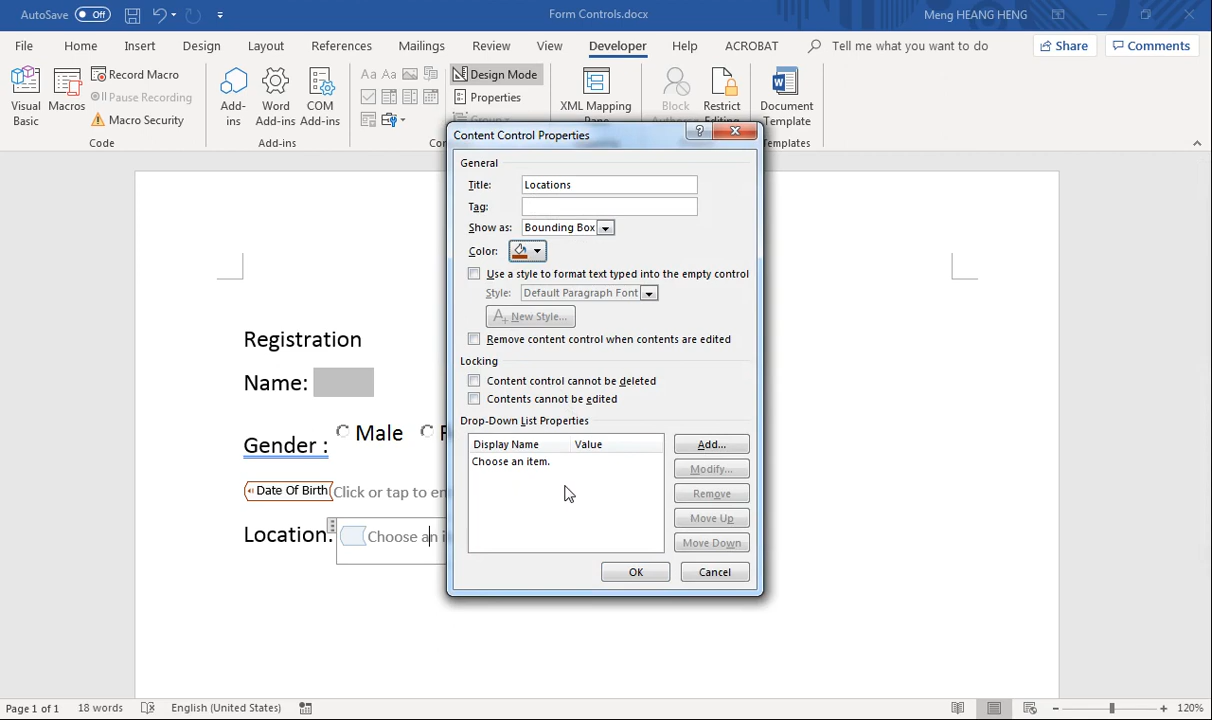 AutoSave Off
Form Controls.docx
Meng HEANG HENG
File Home Insert Design Layout References Mailings Review View Developer Help ACROBAT Tell me what you want to do Share Comments
Visual Basic
Macros
Record Macro
Pause Recording
Macro Security
Code
Add-ins
Word Add-ins
COM Add-ins
Add-ins
Aa Aa
Design Mode
Properties
XML Mapping
Block
Restrict
Document Template
Templates
Content Control Properties
General
Title: Locations
Tag:
Show as: Bounding Box
Color:
Use a style to format text typed into the empty control
Style: Default Paragraph Font
New Style...
Remove content control when contents are edited
Locking
Content control cannot be deleted
Contents cannot be edited
Drop-Down List Properties
Display Name Value
Choose an item.
Add...
Modify...
Remove
Move Up
Move Down
OK Cancel
Registration
Name:
Gender : Male
Date Of Birth Click or tap to en
Location: Choose an i
Page 1 of 1 18 words English (United States) 120%